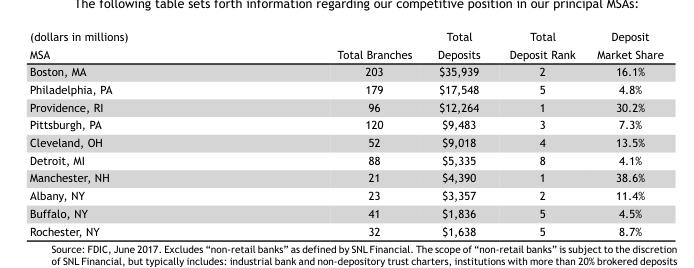 The following table sets forth information regarding our competitive position in our principal MSAs:
(dollars in millions) Total Total Deposit
MSA Total Branches Deposits Deposit Rank Market Share
Boston, MA 203 $35,939 2 16.1%
Philadelphia, PA 179 $17,548 5 4.8%
Providence, RI 96 $12,264 1 30.2%
Pittsburgh, PA 120 $9,483 3 7.3%
Cleveland, OH 52 $9,018 4 13.5%
Detroit, MI 88 $5,335 8 4.1%
Manchester, NH 21 $4,390 1 38.6%
Albany, NY 23 $3,357 2 11.4%
Buffalo, NY 41 $1,836 5 4.5%
Rochester, NY 32 $1,638 5 8.7%
Source: FDIC, June 2017. Excludes “non-retail banks” as defined by SNL Financial. The scope of “non-retail banks” is subject to the discretion
of SNL Financial, but typically includes: industrial bank and non-depository trust charters, institutions with more than 20% brokered deposits